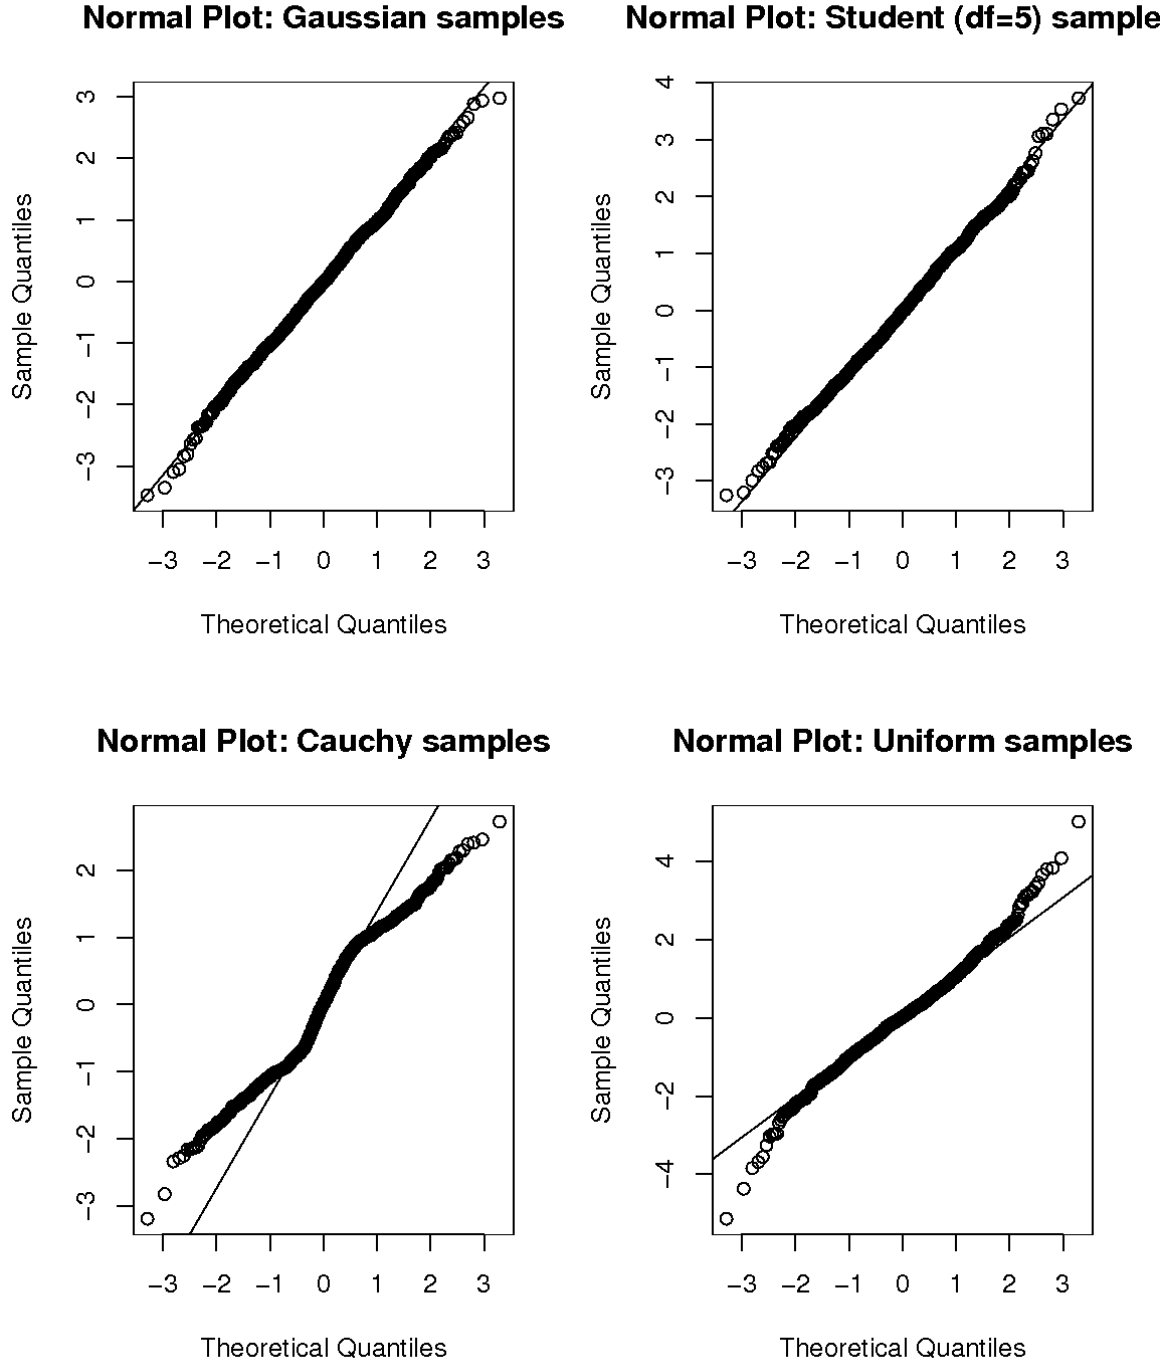 Normal Plot: Gaussian samples
3
2
1
0
−1
−2
−3
Sample Quantiles
−3 −2 −1 0 1 2 3
Theoretical Quantiles
Normal Plot: Student (df=5) sample
4
3
2
1
0
−1
−2
−3
Sample Quantiles
−3 −2 −1 0 1 2 3
Theoretical Quantiles
Normal Plot: Cauchy samples
2
1
0
−1
−2
−3
Sample Quantiles
−3 −2 −1 0 1 2 3
Theoretical Quantiles
Normal Plot: Uniform samples
4
2
0
−2
−4
Sample Quantiles
−3 −2 −1 0 1 2 3
Theoretical Quantiles